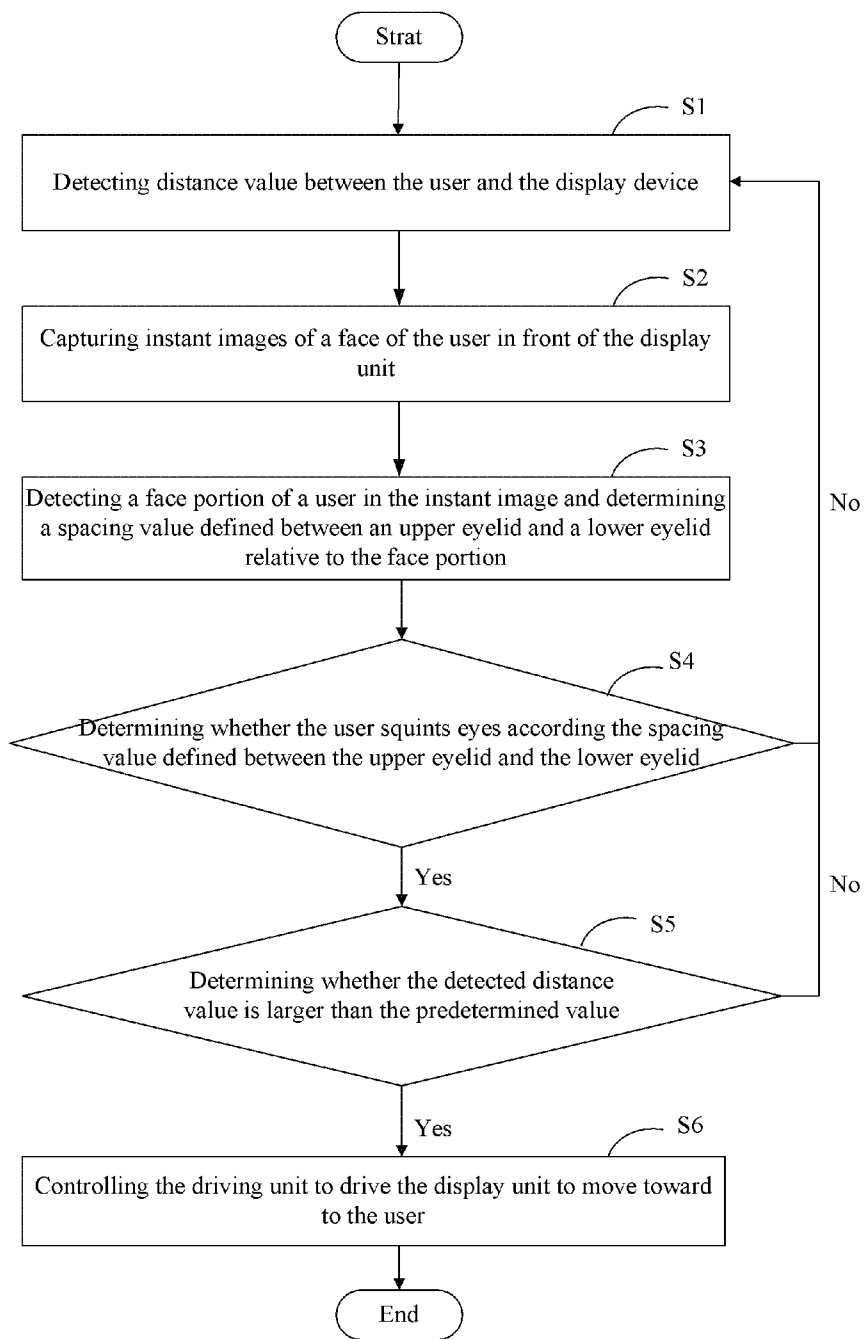 Strat
S1
Detecting distance value between the user and the display device
S2
Capturing instant images of a face of the user in front of the display
unit
S3
Detecting a face portion of a user in the instant image and determining
a spacing value defined between an upper eyelid and a lower eyelid
relative to the face portion
No
S4
Determining whether the user squints eyes according the spacing
value defined between the upper eyelid and the lower eyelid
Yes
No
S5
Determining whether the detected distance
value is larger than the predetermined value
Yes
S6
Controlling the driving unit to drive the display unit to move toward
to the user
End